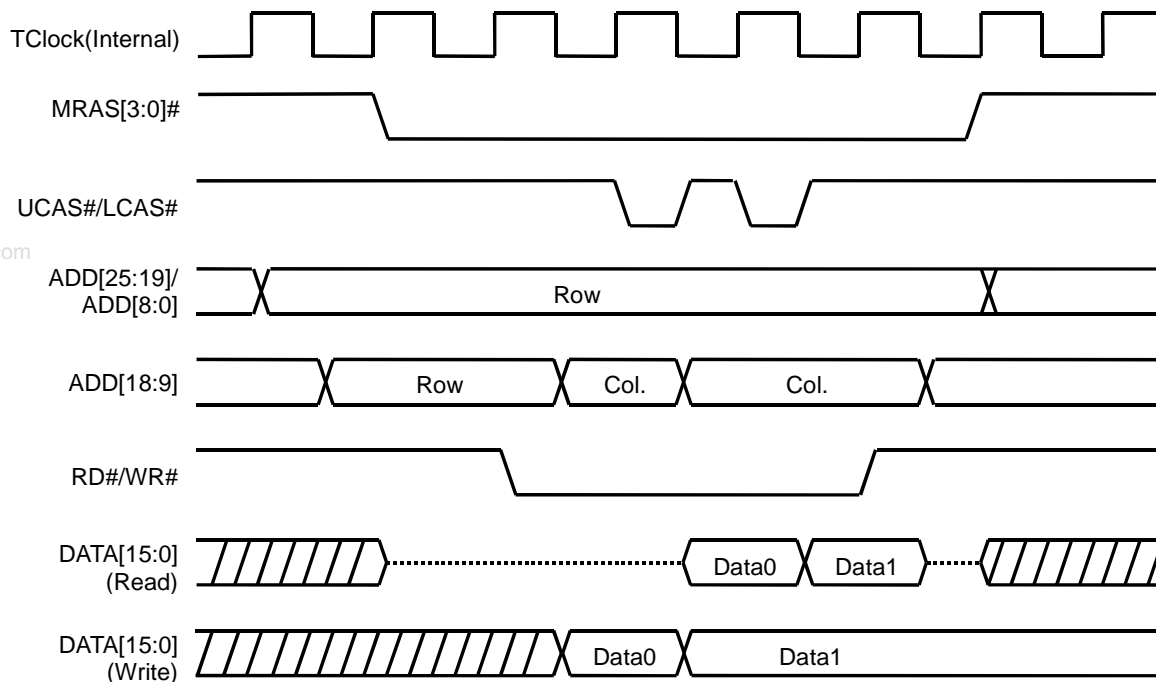 TClock(Internal)
MRAS[3:0]#
UCAS#/LCAS#
om
ADD[25:19]/
ADD[8:0]
Row
ADD[18:9]
Row
Col.
Col.
RD#/WR#
DATA[15:0]
(Read)
Data0
Data1
DATA[15:0]
(Write)
Data0
Data1